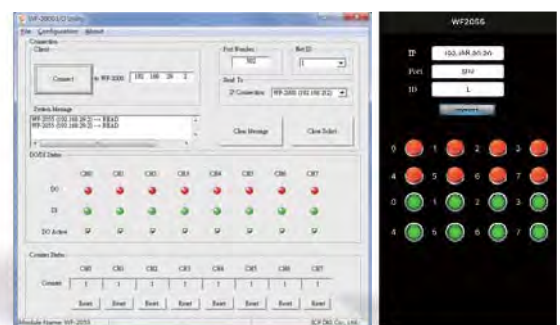 WF-2000 I/O Utility
File Configuration About
Connection
Client
Connect
to WF-2000
192 168 29 2
Port Number
502
Net ID
1
Send To
IP Connection WF-2000 (192.168.29.2)
System Message
WF-2055 (192.168.29.2) --> READ
WF-2055 (192.168.29.2) --> READ
Clear Message
Close Socket
DO/DI Status
CH0 CH1 CH2 CH3 CH4 CH5 CH6 CH7
DO
DI
DO Active
Counter Status
CH0 CH1 CH2 CH3 CH4 CH5 CH6 CH7
Counter 1 1 1 1 1 1 1 1
Reset Reset Reset Reset Reset Reset Reset Reset
Module Name: WF-2055
ICP DAS Co., Ltd.
WF2055
IP
Port
ID 1
0 1 2 3
4 5 6 7
0 1 2 3
4 5 6 7